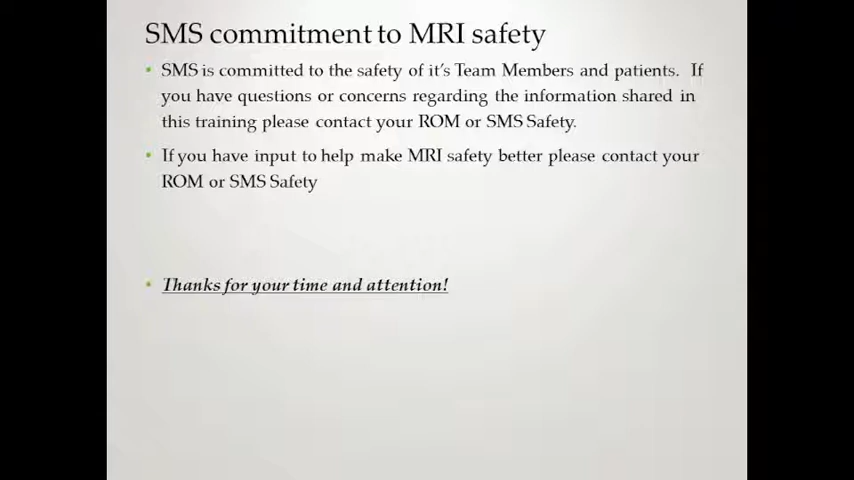 SMS commitment to MRI safety
• SMS is committed to the safety of it's Team Members and patients. If
you have questions or concerns regarding the information shared in
this training please contact your ROM or SMS Safety.
• If you have input to help make MRI safety better please contact your
ROM or SMS Safety
• Thanks for your time and attention!